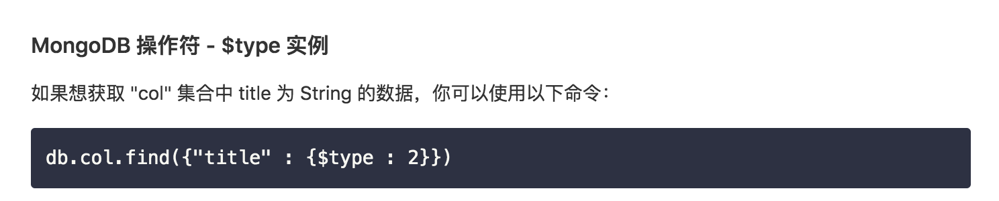 MongoDB 操作符 - $type 实例
如果想获取 "col" 集合中 title 为 String 的数据，你可以使用以下命令：
db.col.find({"title" : {$type : 2}})